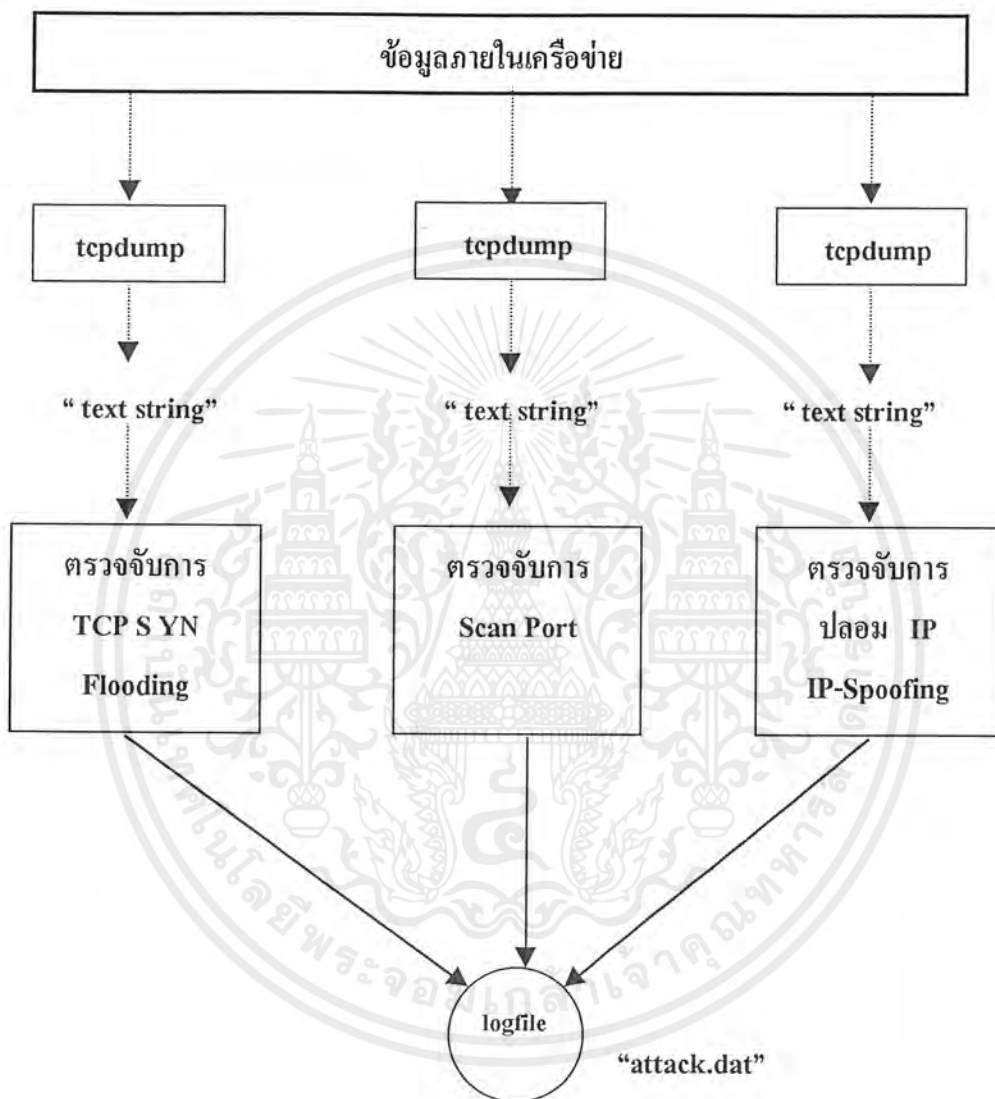 ข้อมูลภายในเครือข่าย
tcpdump
tcpdump
tcpdump
“ text string”
“ text string”
“ text string”
ตรวจจับการ
TCP S YN
Flooding
ตรวจจับการ
Scan Port
ตรวจจับการ
ปลอม IP
IP-Spoofing
logfile
“attack.dat”